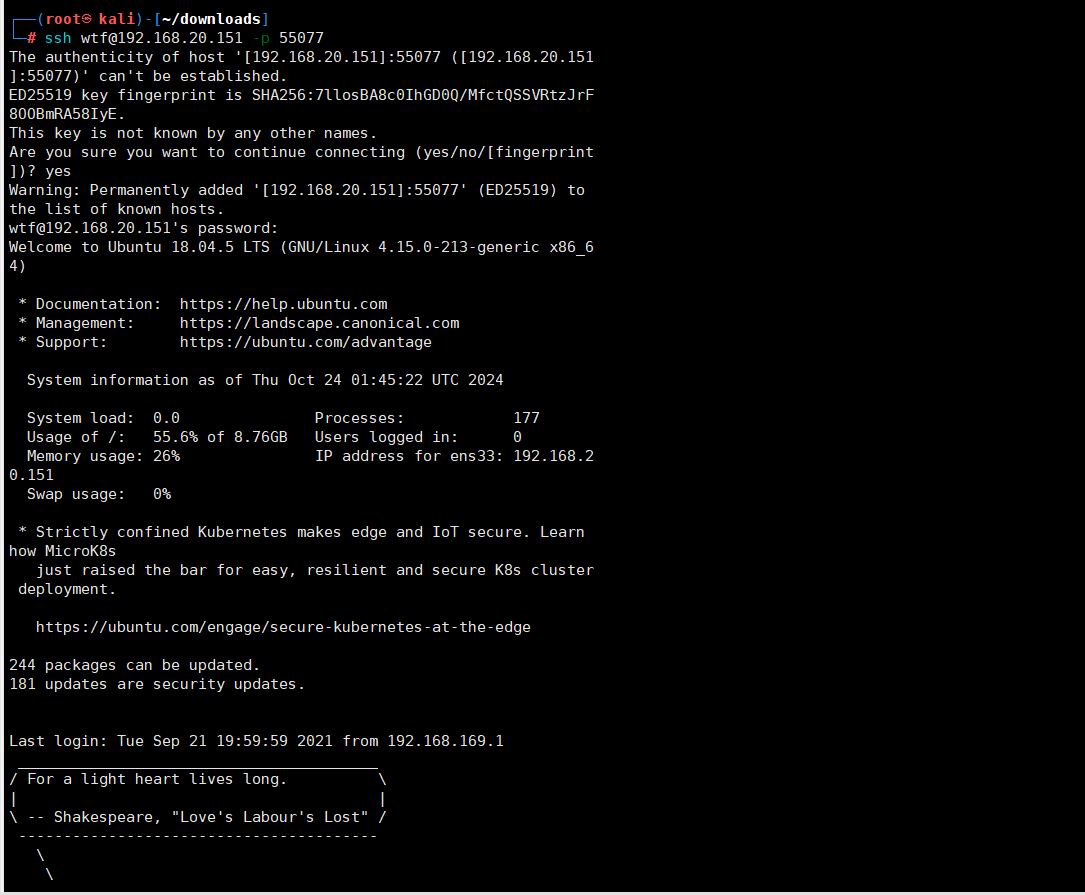 ┌──(root㉿kali)-[~/downloads]
└─# ssh wtf@192.168.20.151 -p 55077
The authenticity of host '[192.168.20.151]:55077 ([192.168.20.151
]:55077)' can't be established.
ED25519 key fingerprint is SHA256:7llosBA8c0IhGD0Q/MfctQSSVRtzJrF
8OOBmRA58IyE.
This key is not known by any other names.
Are you sure you want to continue connecting (yes/no/[fingerprint
])? yes
Warning: Permanently added '[192.168.20.151]:55077' (ED25519) to
the list of known hosts.
wtf@192.168.20.151's password:
Welcome to Ubuntu 18.04.5 LTS (GNU/Linux 4.15.0-213-generic x86_6
4)
 * Documentation:  https://help.ubuntu.com
 * Management:     https://landscape.canonical.com
 * Support:        https://ubuntu.com/advantage
  System information as of Thu Oct 24 01:45:22 UTC 2024
  System load:  0.0               Processes:            177
  Usage of /:   55.6% of 8.76GB   Users logged in:      0
  Memory usage: 26%               IP address for ens33: 192.168.2
0.151
  Swap usage:   0%
 * Strictly confined Kubernetes makes edge and IoT secure. Learn
how MicroK8s
   just raised the bar for easy, resilient and secure K8s cluster
 deployment.
   https://ubuntu.com/engage/secure-kubernetes-at-the-edge
244 packages can be updated.
181 updates are security updates.
Last login: Tue Sep 21 19:59:59 2021 from 192.168.169.1
 ________________________________________
/ For a light heart lives long.          \
|                                        |
\ -- Shakespeare, "Love's Labour's Lost" /
 ----------------------------------------
   \
    \